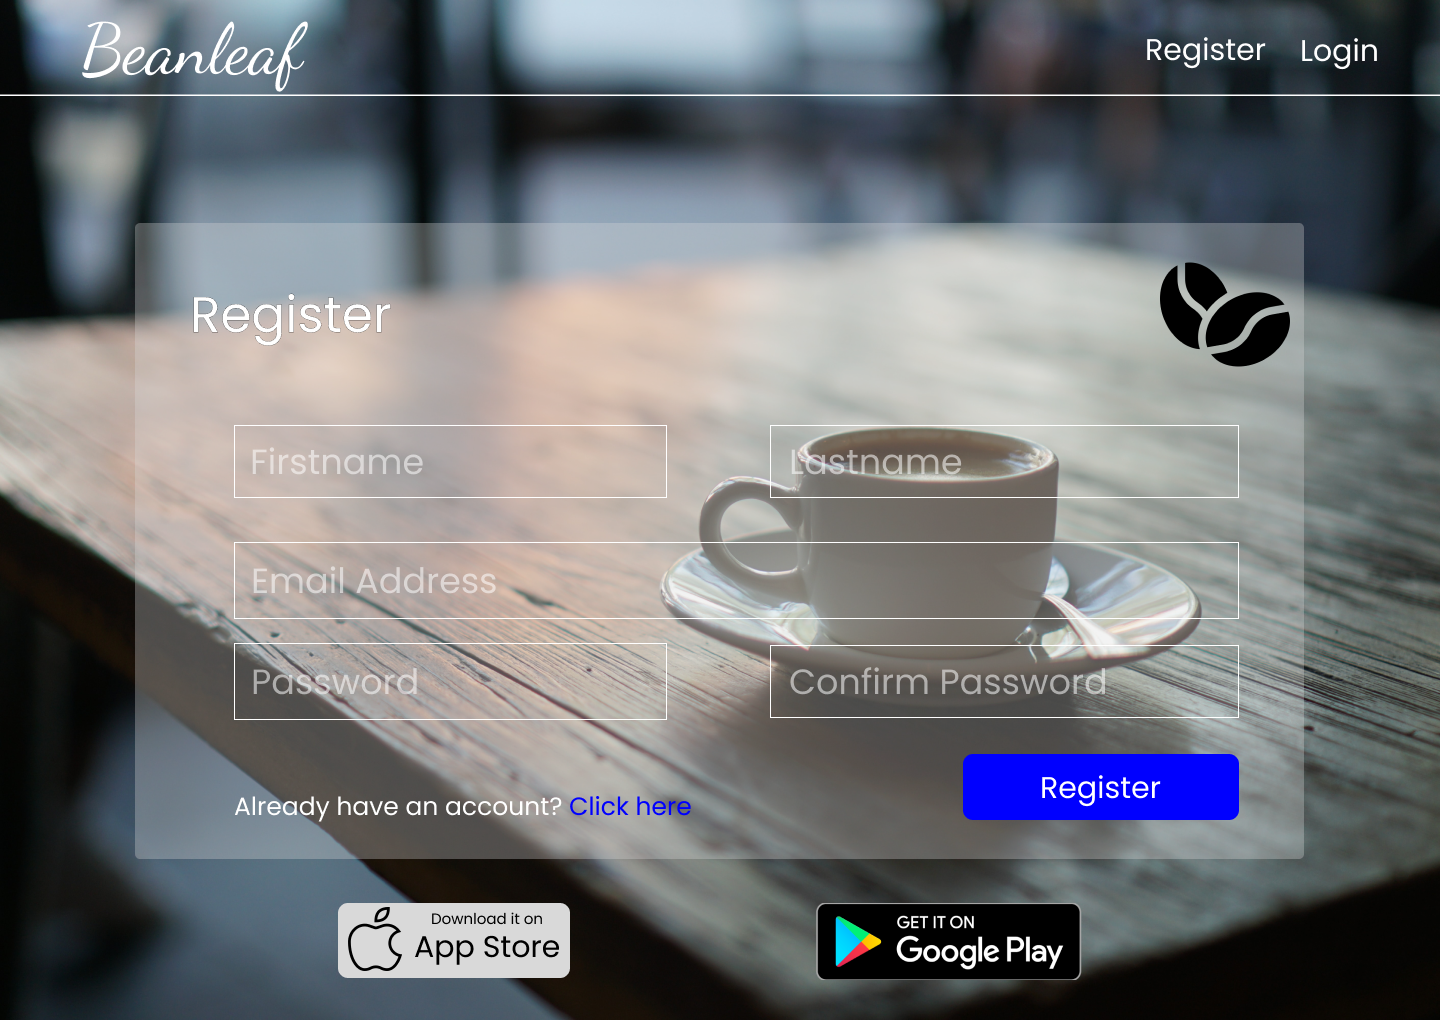 Beanleaf
Register Login
Register
Firstname Lastname
Email Address
Password Confirm Password
Register
Already have an account? Click here
Download it on
App Store
GET IT ON
Google Play